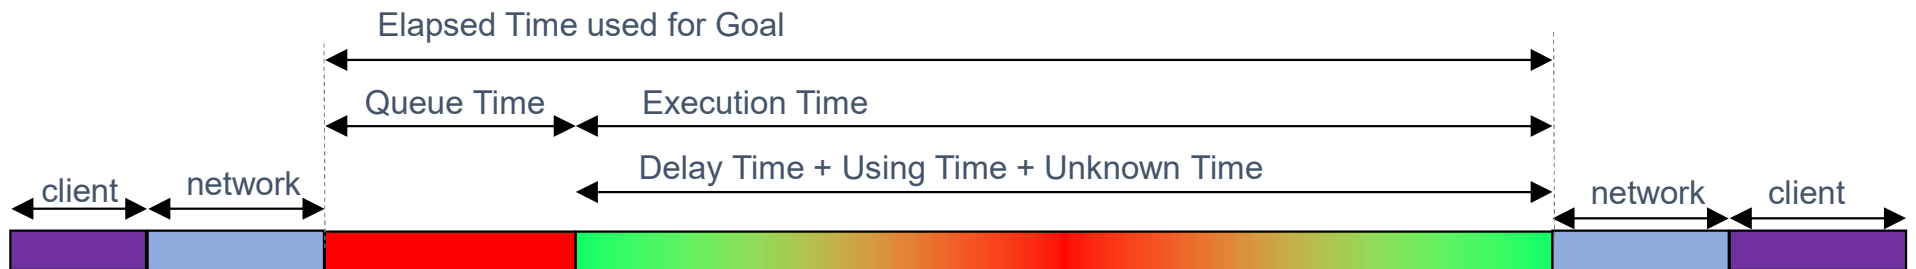 Elapsed Time used for Goal
Queue Time
Execution Time
Delay Time + Using Time + Unknown Time
client
network
network
client